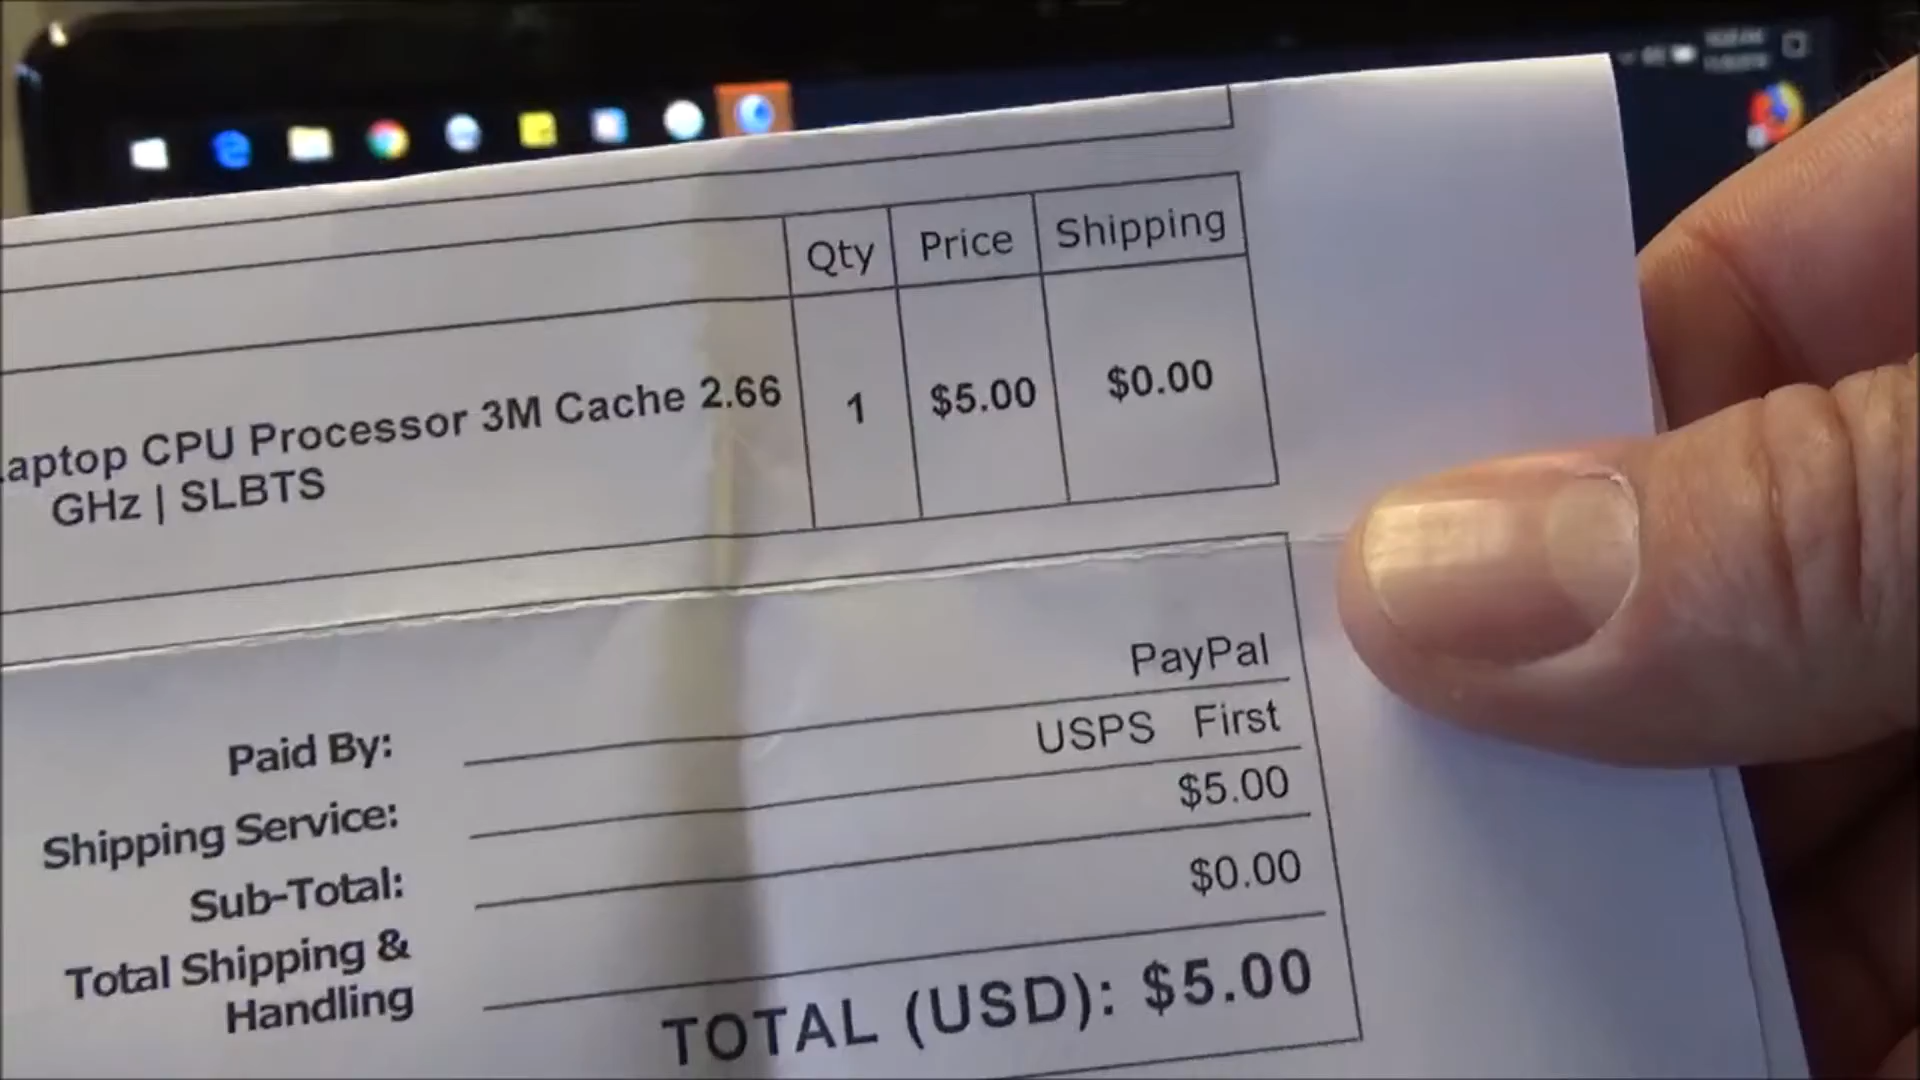 Qty Price Shipping
Laptop CPU Processor 3M Cache 2.66 1 $5.00 $0.00
GHz | SLBTS
Paid By: PayPal
Shipping Service: USPS First
Sub-Total: $5.00
Total Shipping &
Handling $0.00
TOTAL (USD): $5.00